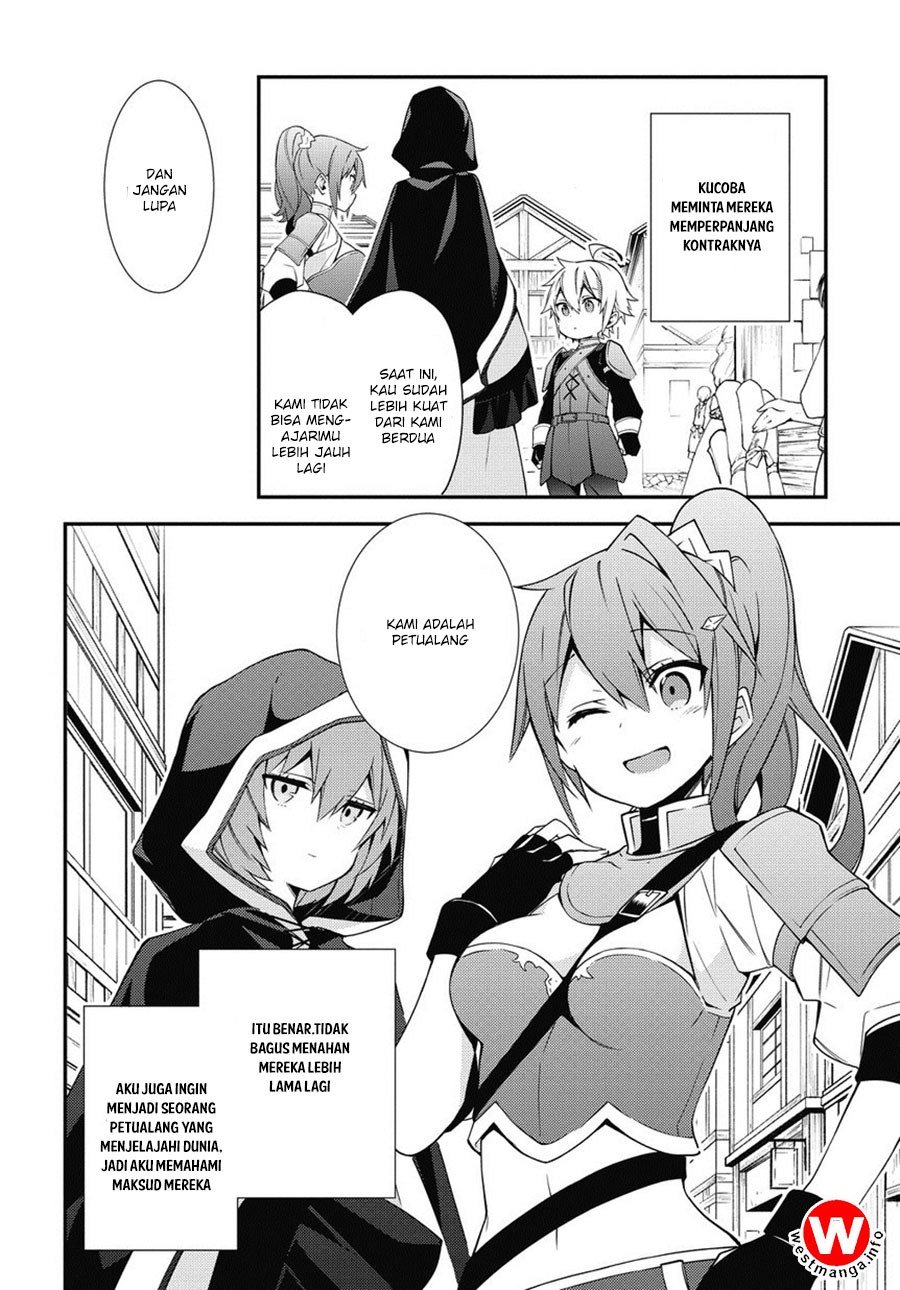 KUCOBA
MEMINTA MEREKA
MEMPERPANJANG
KONTRAKNYA
SAAT INI,
KAU SUDAH
LEBIH KUAT
DARI KAMI
BERDUA
KAMI TIDAK
BISA MENG-
AJARIMU
LEBIH JAUH
LAGI
DAN
JANGAN
LUPA
KAMI ADALAH
PETUALANG
ITU BENAR.TIDAK
BAGUS MENAHAN
MEREKA LEBIH
LAMA LAGI
AKU JUGA INGIN
MENJADI SEORANG
PETUALANG YANG
MENJELAJAHI DUNIA,
JADI AKU MEMAHAMI
MAKSUD MEREKA
W
westmanga.info